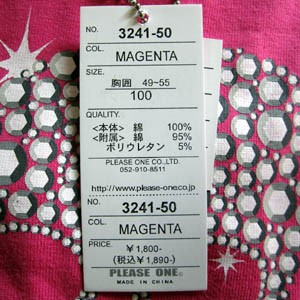 NO. 3241-50
COL. MAGENTA
SIZE. 胸囲 49~55
100
QUALITY.
<本体> 綿 100%
<附属> 綿 95%
ポリウレタン 5%
PLEASE ONE CO.,LTD.
052-910-8511
http://www.please-one.co.jp
NO. 3241-50
COL. MAGENTA
PRICE. ¥1,800-
(税込¥1,890-)
PLEASE ONE.
MADE IN CHINA